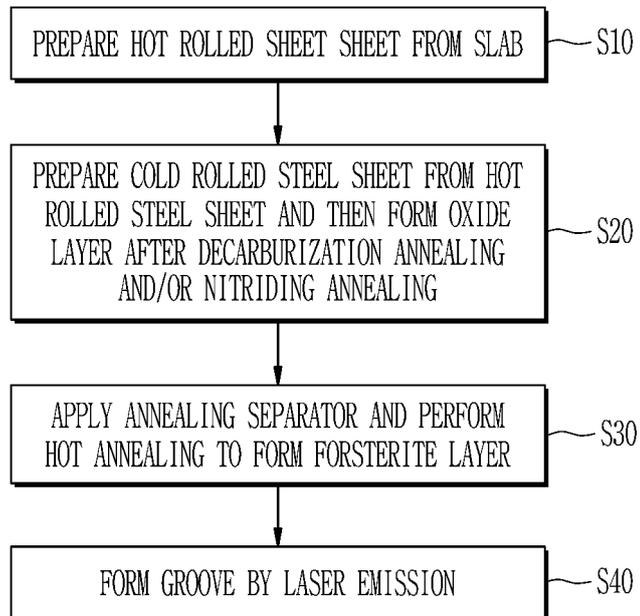 PREPARE HOT ROLLED SHEET SHEET FROM SLAB
S10
PREPARE COLD ROLLED STEEL SHEET FROM HOT
ROLLED STEEL SHEET AND THEN FORM OXIDE
LAYER AFTER DECARBURIZATION ANNEALING
AND/OR NITRIDING ANNEALING
S20
APPLY ANNEALING SEPARATOR AND PERFORM
HOT ANNEALING TO FORM FORSTERITE LAYER
S30
FORM GROOVE BY LASER EMISSION
S40